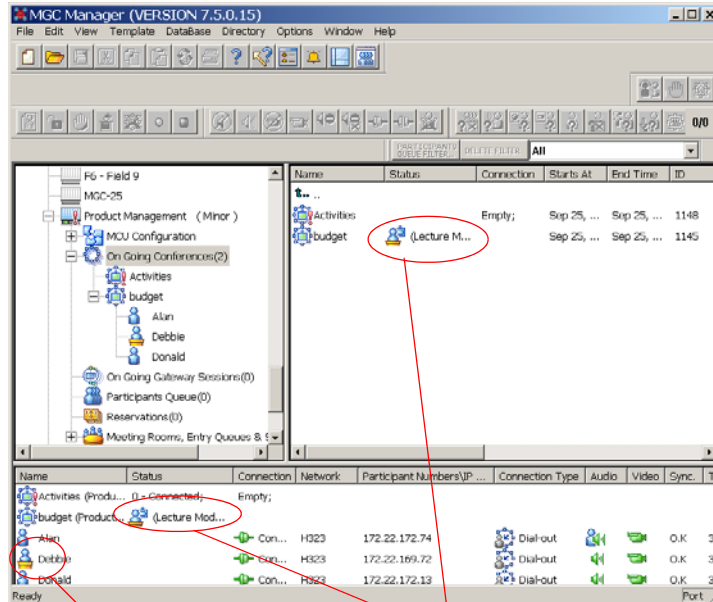 MGC Manager (VERSION 7.5.0.15)
File Edit View Template DataBase Directory Options Window Help
0/0
PARTICIPANTS QUEUE FILTER... DELETE FILTER All
F6 - Field 9
MGC-25
Product Management (Minor)
MCU Configuration
On Going Conferences(2)
Activities
budget
Alan
Debbie
Donald
On Going Gateway Sessions(0)
Participants Queue(0)
Reservations(0)
Meeting Rooms, Entry Queues & S
Name Status Connection Starts At End Time ID
..
Activities Empty; Sep 25, ... Sep 25, ... 1148
budget (Lecture M... Sep 25, ... Sep 25, ... 1145
Name Status Connection Network Participant Numbers\IP ... Connection Type Audio Video Sync. T
Activities (Produ... 0 - Connected; Empty;
budget (Product... (Lecture Mod...
Alan Con... H323 172.22.172.74 Dial-out O.K 3
Debbie Con... H323 172.22.169.72 Dial-out O.K 3
Donald Con... H323 172.22.172.13 Dial-out O.K 3
Ready Port